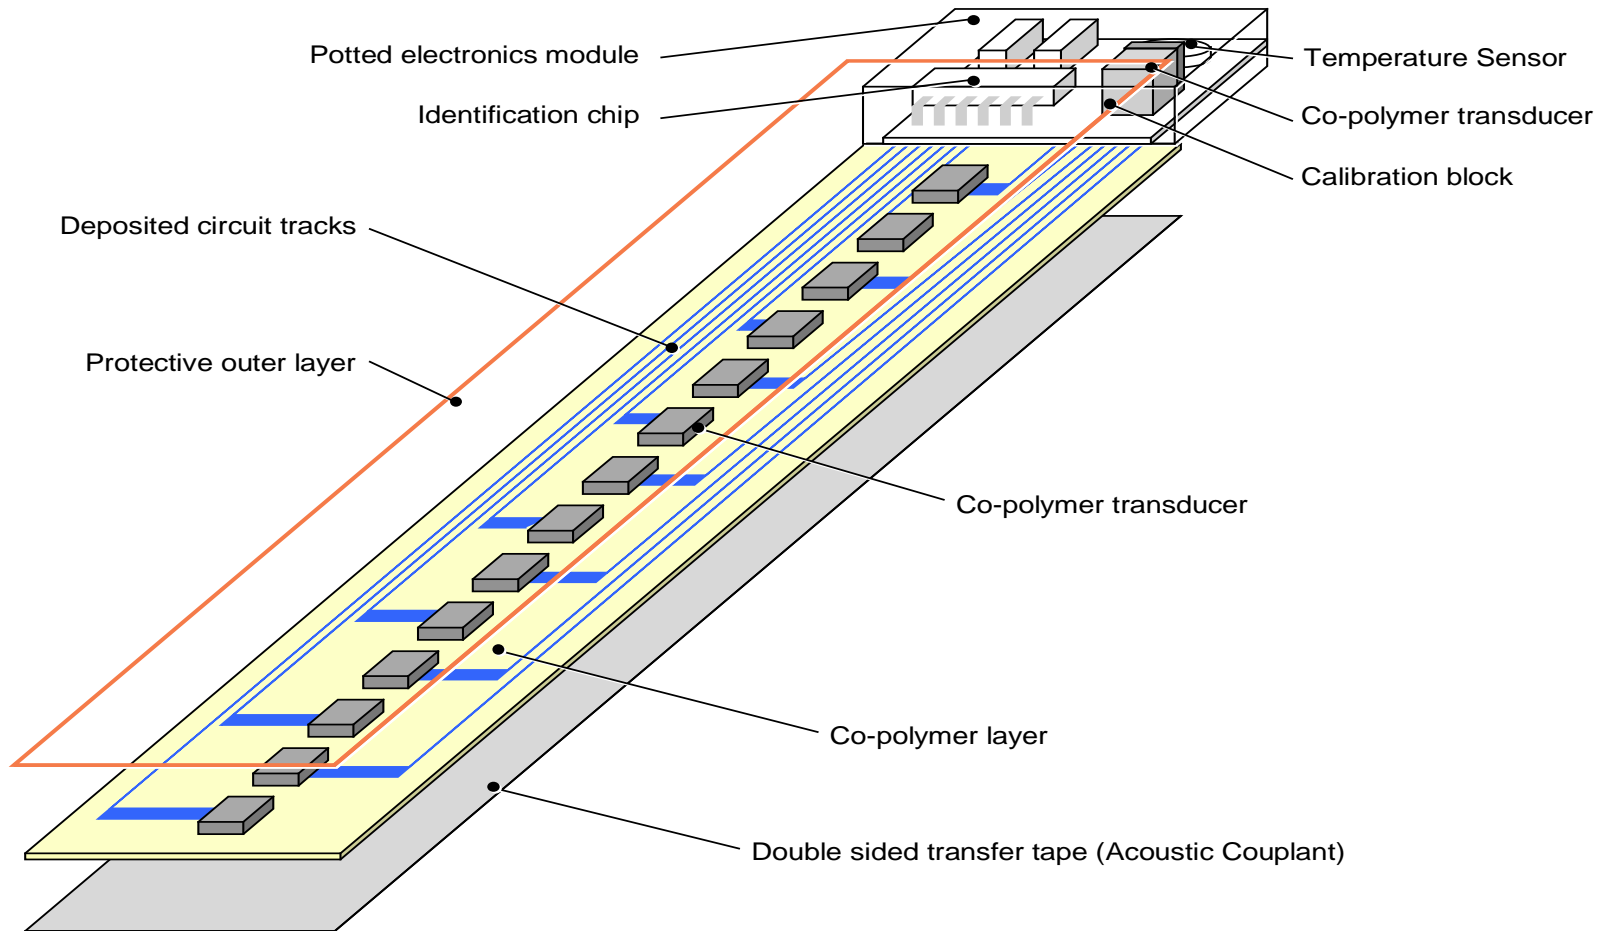 Potted electronics module
Temperature Sensor
Identification chip
Co-polymer transducer
Calibration block
Deposited circuit tracks
Protective outer layer
Co-polymer transducer
Co-polymer layer
Double sided transfer tape (Acoustic Couplant)